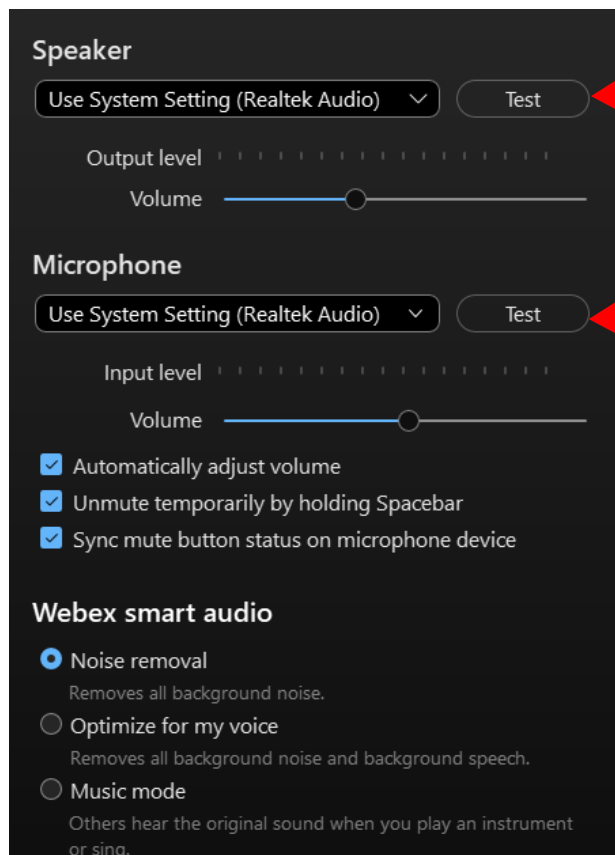 Speaker
Use System Setting (Realtek Audio) Test
Output level
Volume
Microphone
Use System Setting (Realtek Audio) Test
Input level
Volume
Automatically adjust volume
Unmute temporarily by holding Spacebar
Sync mute button status on microphone device
Webex smart audio
Noise removal
Removes all background noise.
Optimize for my voice
Removes all background noise and background speech.
Music mode
Others hear the original sound when you play an instrument
or sing.